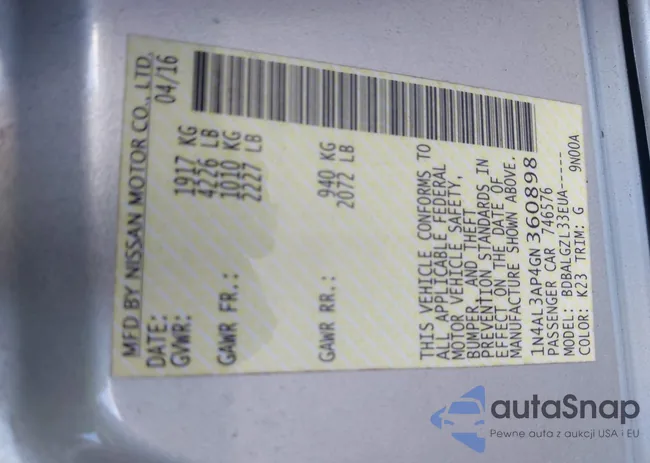 MFD BY NISSAN MOTOR CO., LTD.
DATE: 04/16
GVWR: 1917 KG
4226 LB
GAWR FR.: 1010 KG
2227 LB
GAWR RR.: 940 KG
2072 LB
THIS VEHICLE CONFORMS TO
ALL APPLICABLE FEDERAL
MOTOR VEHICLE SAFETY,
BUMPER, AND THEFT
PREVENTION STANDARDS IN
EFFECT ON THE DATE OF
MANUFACTURE SHOWN ABOVE.
1N4AL3AP4GN360898
PASSENGER CAR 746576
MODEL: BDBALGZL33EUA-----
COLOR: K23 TRIM: G 9N00A
autaSnap
Pewne auta z aukcji USA i EU